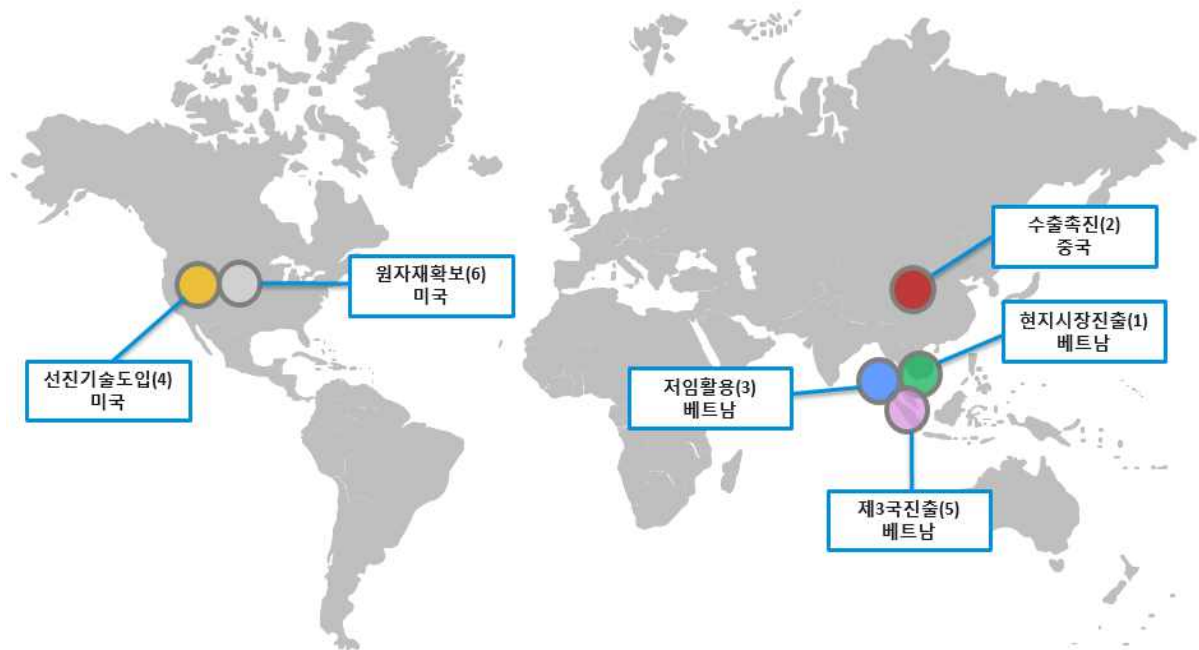 수출촉진(2)
중국
원자재확보(6)
미국
현지시장진출(1)
베트남
선진기술도입(4)
미국
저임활용(3)
베트남
제3국진출(5)
베트남